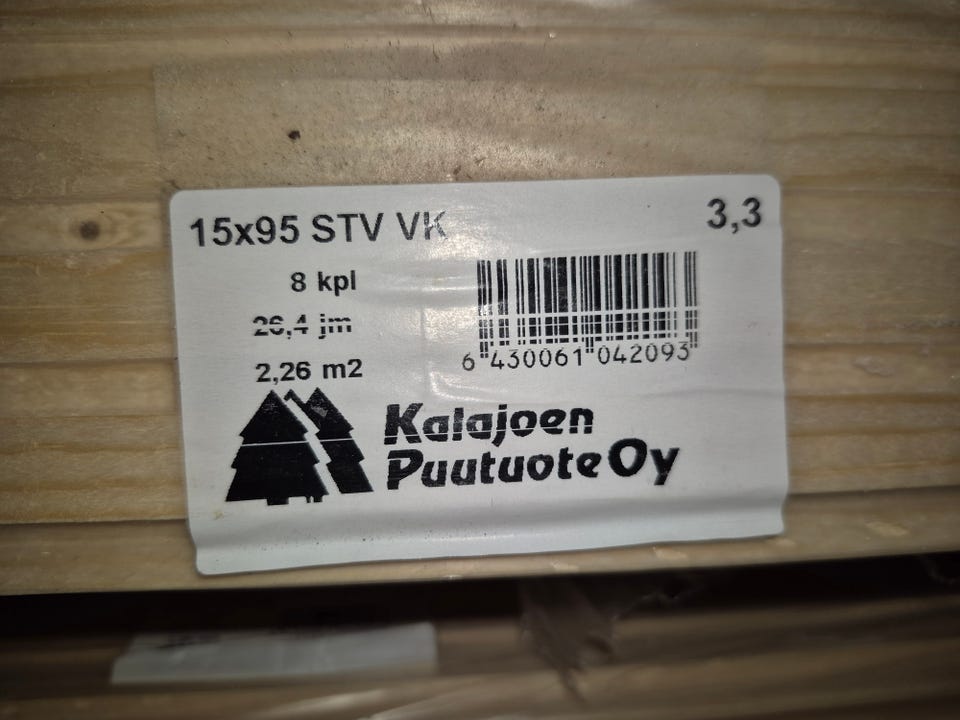 15x95 STV VK 3,3
8 kpl
26,4 jm
2,26 m2
6 430061 042093
Kalajoen
Puutuote Oy